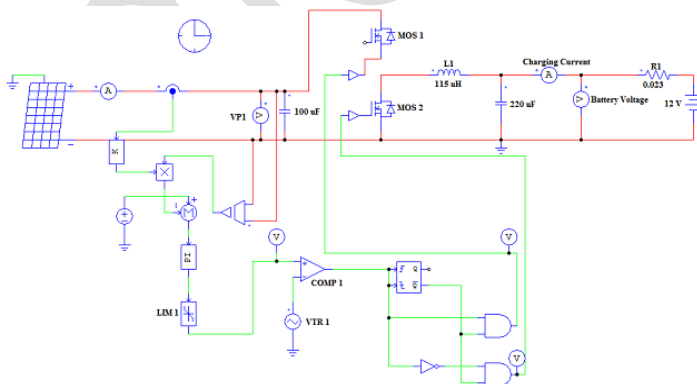 MOS 1
L1
Charging Current
R1
A
A
115 uH
0.023
VP1
V
100 uF
MOS 2
220 uF
V
Battery Voltage
12 V
K
M
V
V
PI
COMP 1
LIM 1
VTR 1
V